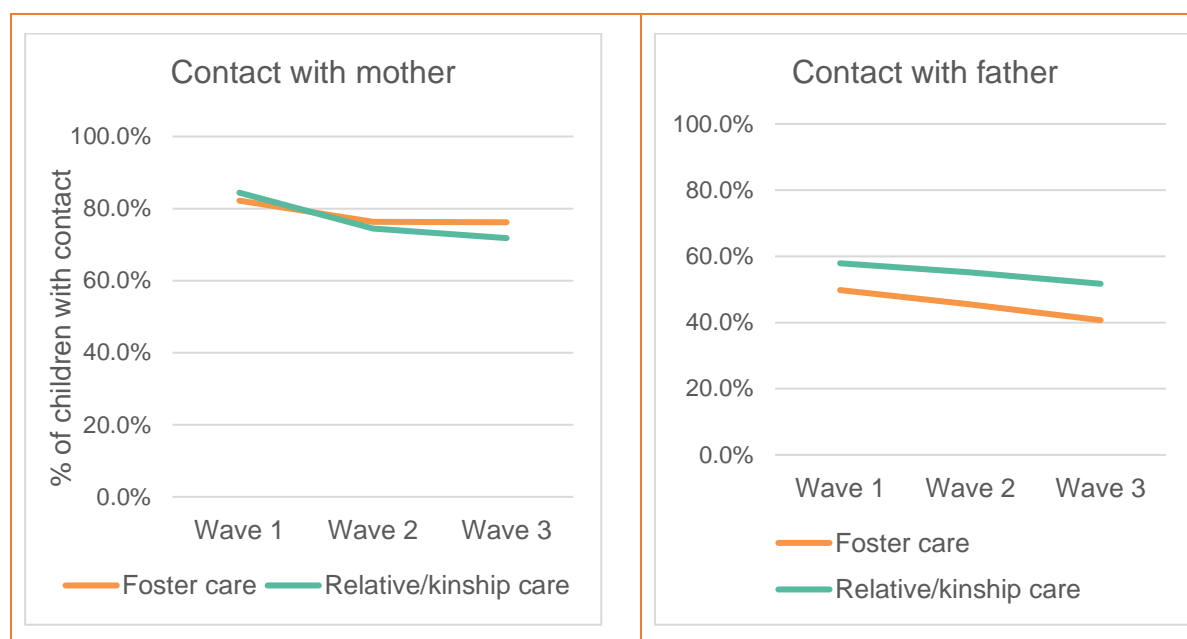 Contact with mother
% of children with contact
100.0%
80.0%
60.0%
40.0%
20.0%
0.0%
Wave 1 Wave 2 Wave 3
Foster care Relative/kinship care
Contact with father
100.0%
80.0%
60.0%
40.0%
20.0%
0.0%
Wave 1 Wave 2 Wave 3
Foster care
Relative/kinship care